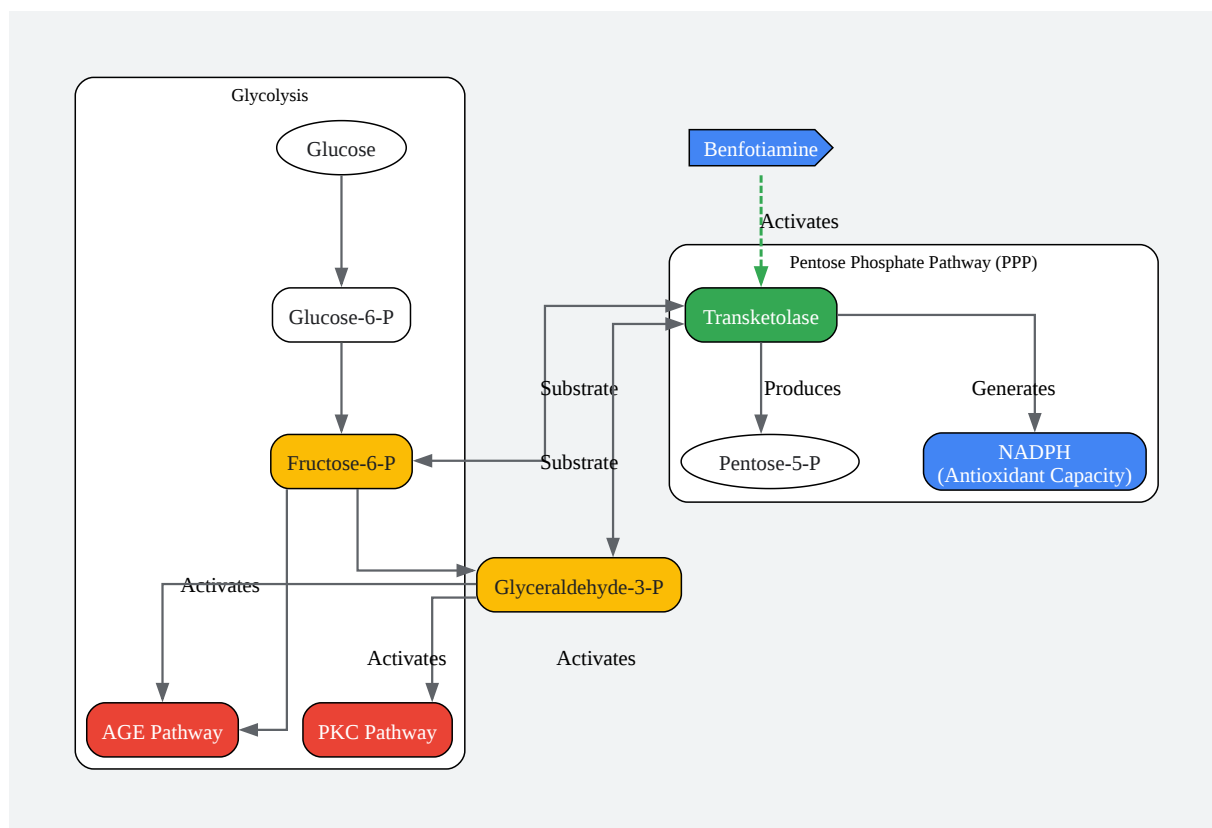 Glycolysis
Glucose
Benfotiamine
Activates
Pentose Phosphate Pathway (PPP)
Glucose-6-P
Transketolase
Substrate
Produces
Generates
Fructose-6-P
Substrate
Pentose-5-P
NADPH
(Antioxidant Capacity)
Activates
Glyceraldehyde-3-P
Activates
Activates
AGE Pathway
PKC Pathway